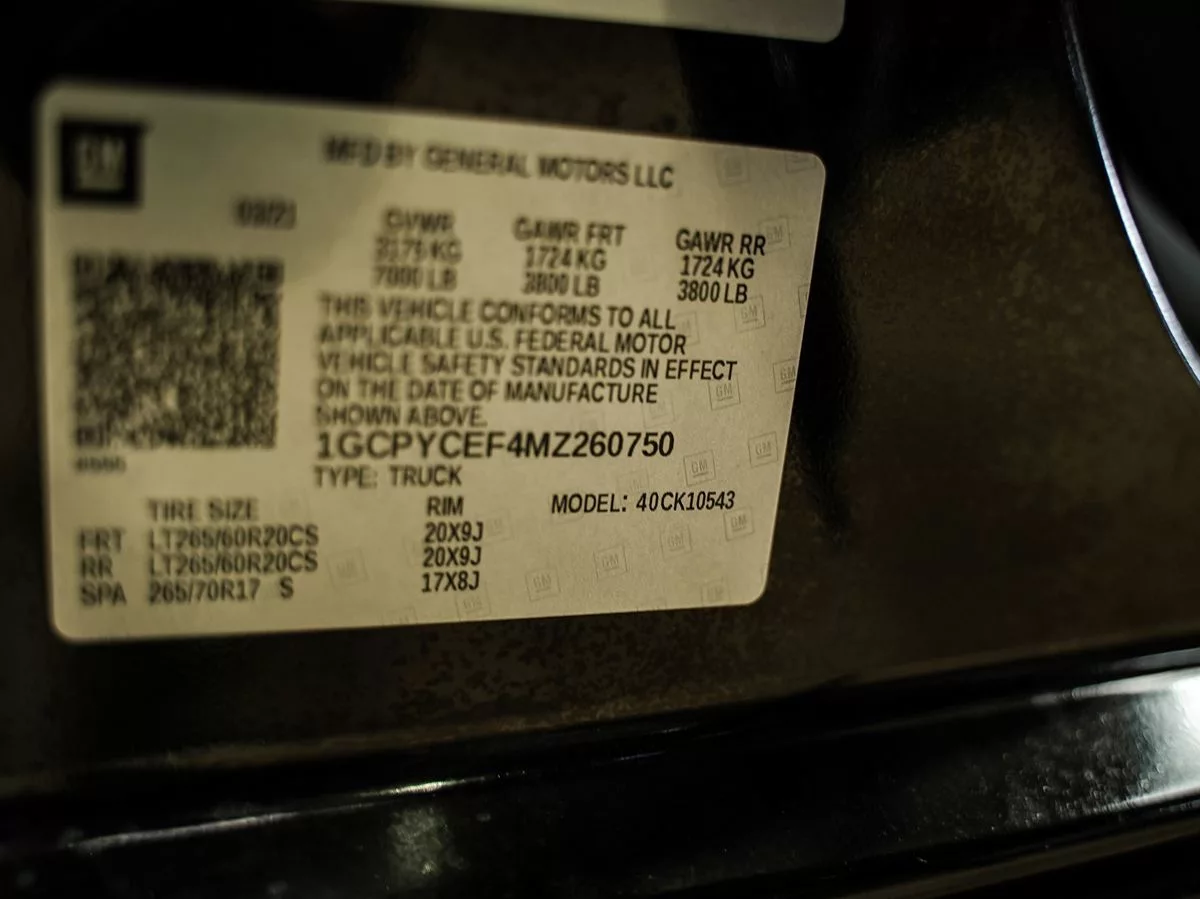 GM
MFD BY GENERAL MOTORS LLC
03/21 GVWR GAWR FRT GAWR RR
3175 KG 1724 KG 1724 KG
7000 LB 3800 LB 3800 LB
THIS VEHICLE CONFORMS TO ALL
APPLICABLE U.S. FEDERAL MOTOR
VEHICLE SAFETY STANDARDS IN EFFECT
ON THE DATE OF MANUFACTURE
SHOWN ABOVE.
1GCPYCEF4MZ260750
TYPE: TRUCK
TIRE SIZE RIM MODEL: 40CK10543
FRT LT265/60R20CS 20X9J
RR LT265/60R20CS 20X9J
SPA 265/70R17 S 17X8J